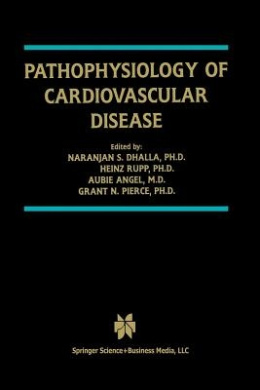 PATHOPHYSIOLOGY OF
CARDIOVASCULAR
DISEASE
Edited by:
NARANJAN S. DHALLA, PH.D.
HEINZ RUPP, PH.D.
AUBIE ANGEL, M.D.
GRANT N. PIERCE, PH.D.
Springer Science+Business Media, LLC